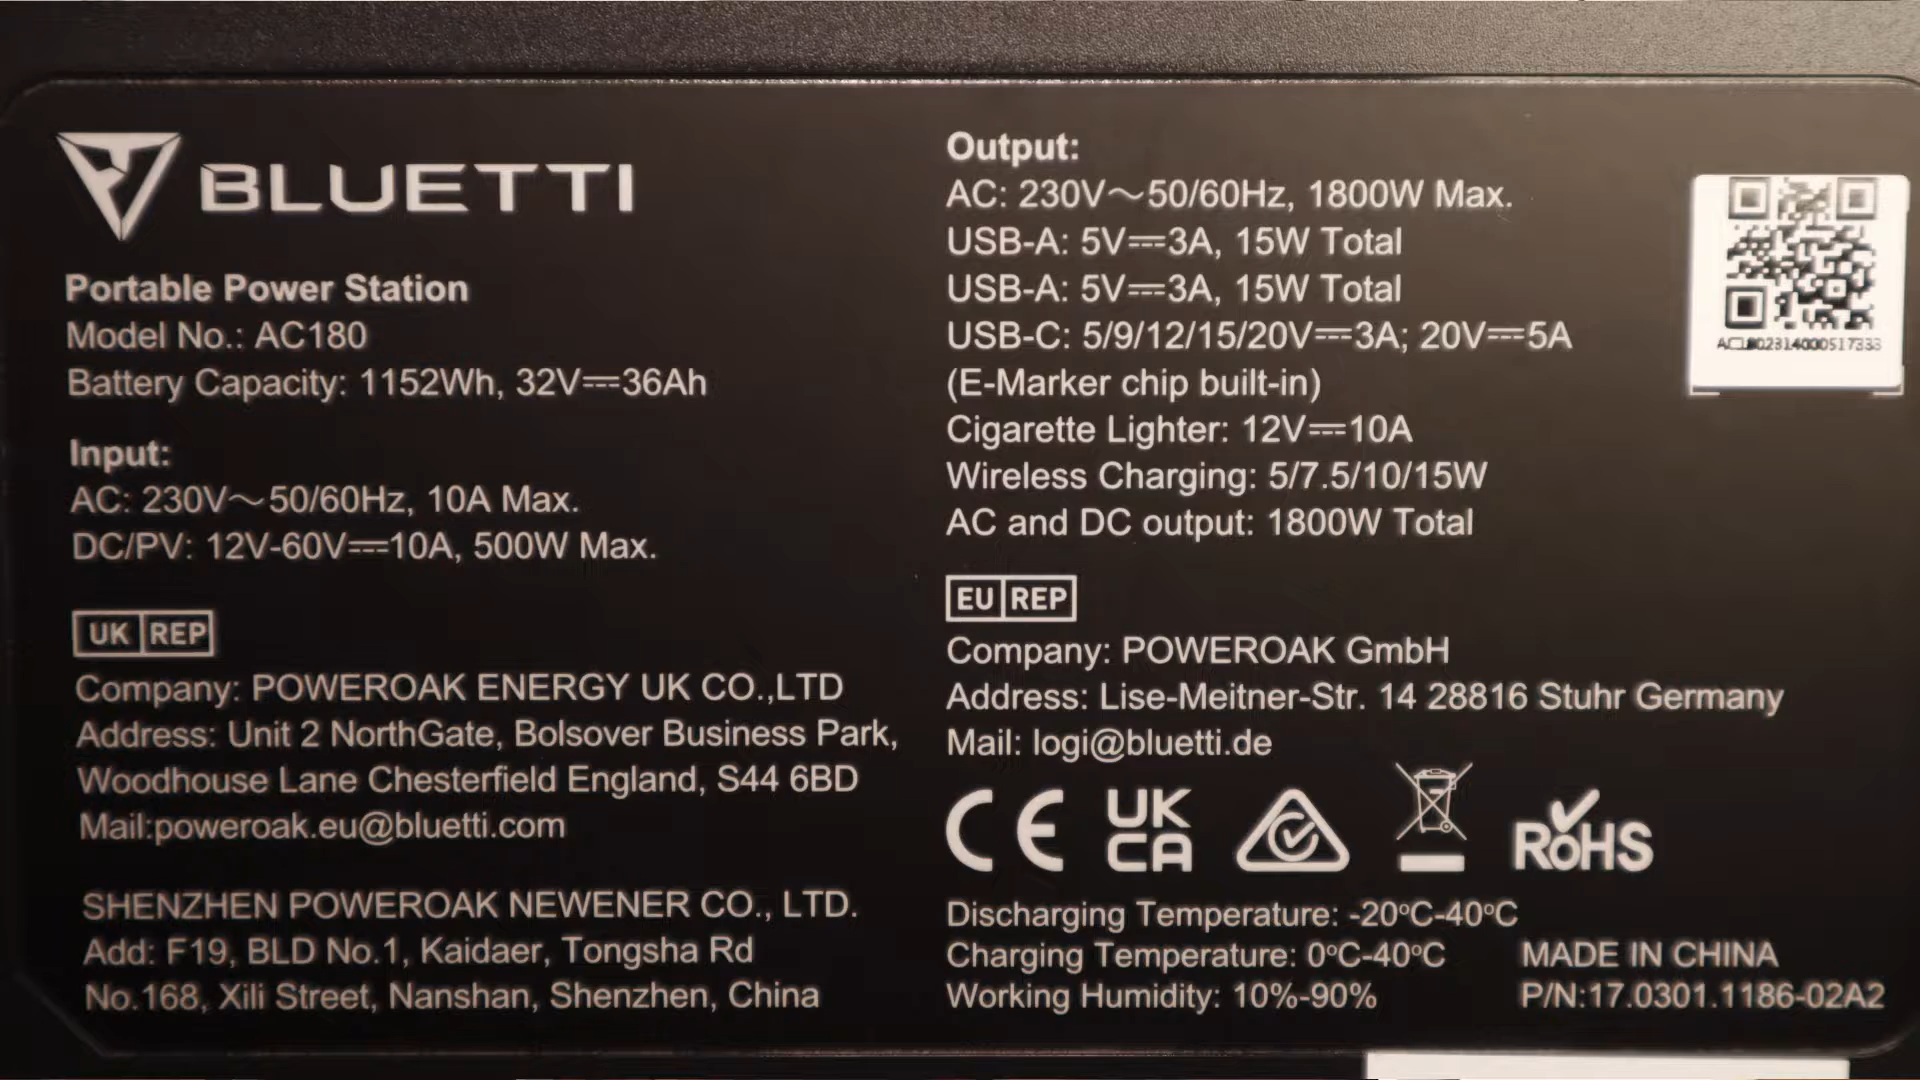 BLUETTI
Portable Power Station
Model No.: AC180
Battery Capacity: 1152Wh, 32V⎓36Ah
Input:
AC: 230V～50/60Hz, 10A Max.
DC/PV: 12V-60V⎓10A, 500W Max.
UK REP
Company: POWEROAK ENERGY UK CO.,LTD
Address: Unit 2 NorthGate, Bolsover Business Park,
Woodhouse Lane Chesterfield England, S44 6BD
Mail:poweroak.eu@bluetti.com
SHENZHEN POWEROAK NEWENER CO., LTD.
Add: F19, BLD No.1, Kaidaer, Tongsha Rd
No.168, Xili Street, Nanshan, Shenzhen, China
Output:
AC: 230V～50/60Hz, 1800W Max.
USB-A: 5V⎓3A, 15W Total
USB-A: 5V⎓3A, 15W Total
USB-C: 5/9/12/15/20V⎓3A; 20V⎓5A
(E-Marker chip built-in)
Cigarette Lighter: 12V⎓10A
Wireless Charging: 5/7.5/10/15W
AC and DC output: 1800W Total
EU REP
Company: POWEROAK GmbH
Address: Lise-Meitner-Str. 14 28816 Stuhr Germany
Mail: logi@bluetti.de
CE
UK
CA
RoHS
Discharging Temperature: -20°C-40°C
Charging Temperature: 0°C-40°C
Working Humidity: 10%-90%
MADE IN CHINA
P/N:17.0301.1186-02A2
AC1802314000517333